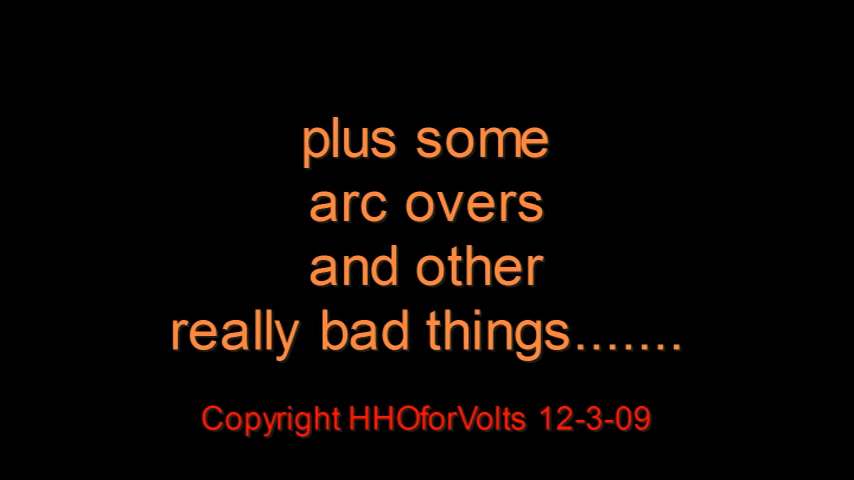 plus some
arc overs
and other
really bad things.......
Copyright HHOforVolts 12-3-09